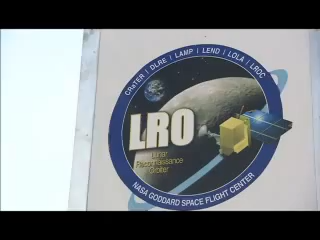 CRaTER | DLRE | LAMP | LEND | LOLA | LROC
LRO
Lunar
Reconnaissance
Orbiter
NASA GODDARD SPACE FLIGHT CENTER